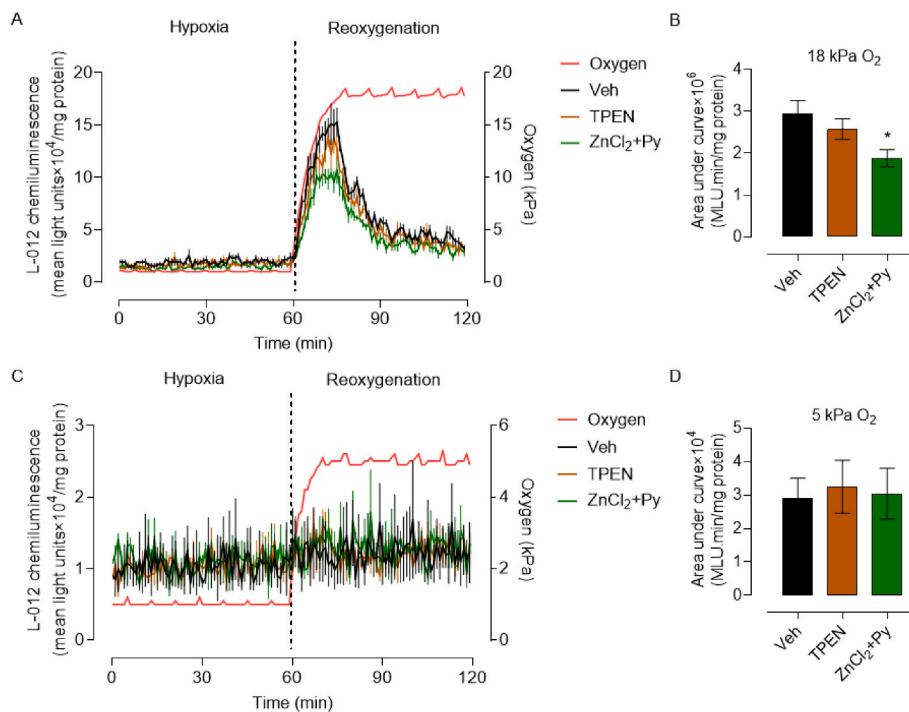 A
Hypoxia
Reoxygenation
L-012 chemiluminescence
(mean light units×10⁴/mg protein)
20
15
10
5
0
20
15
10
5
0
Oxygen (kPa)
0
30
60
90
120
Time (min)
Oxygen
Veh
TPEN
ZnCl₂+Py
B
18 kPa O₂
Area under curve×10⁶
(MLU.min/mg protein)
4
3
2
1
0
*
Veh
TPEN
ZnCl₂+Py
C
Hypoxia
Reoxygenation
L-012 chemiluminescence
(mean light units×10⁴/mg protein)
3
2
1
0
6
4
2
0
Oxygen (kPa)
0
30
60
90
120
Time (min)
Oxygen
Veh
TPEN
ZnCl₂+Py
D
5 kPa O₂
Area under curve×10⁴
(MLU.min/mg protein)
5
4
3
2
1
0
Veh
TPEN
ZnCl₂+Py